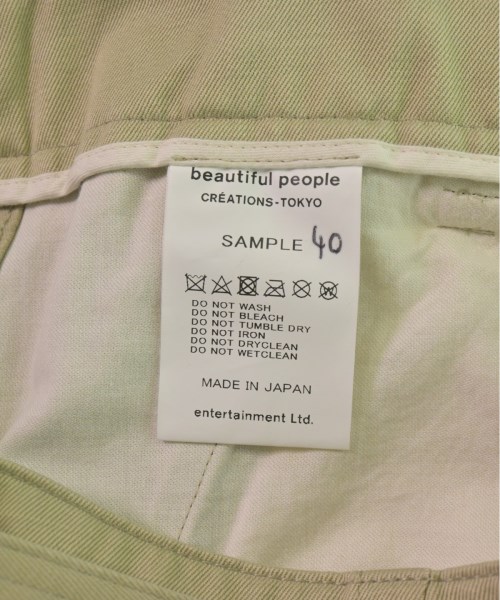 beautiful people
CRÉATIONS-TOKYO
SAMPLE 40
DO NOT WASH
DO NOT BLEACH
DO NOT TUMBLE DRY
DO NOT IRON
DO NOT DRYCLEAN
DO NOT WETCLEAN
MADE IN JAPAN
entertainment Ltd.